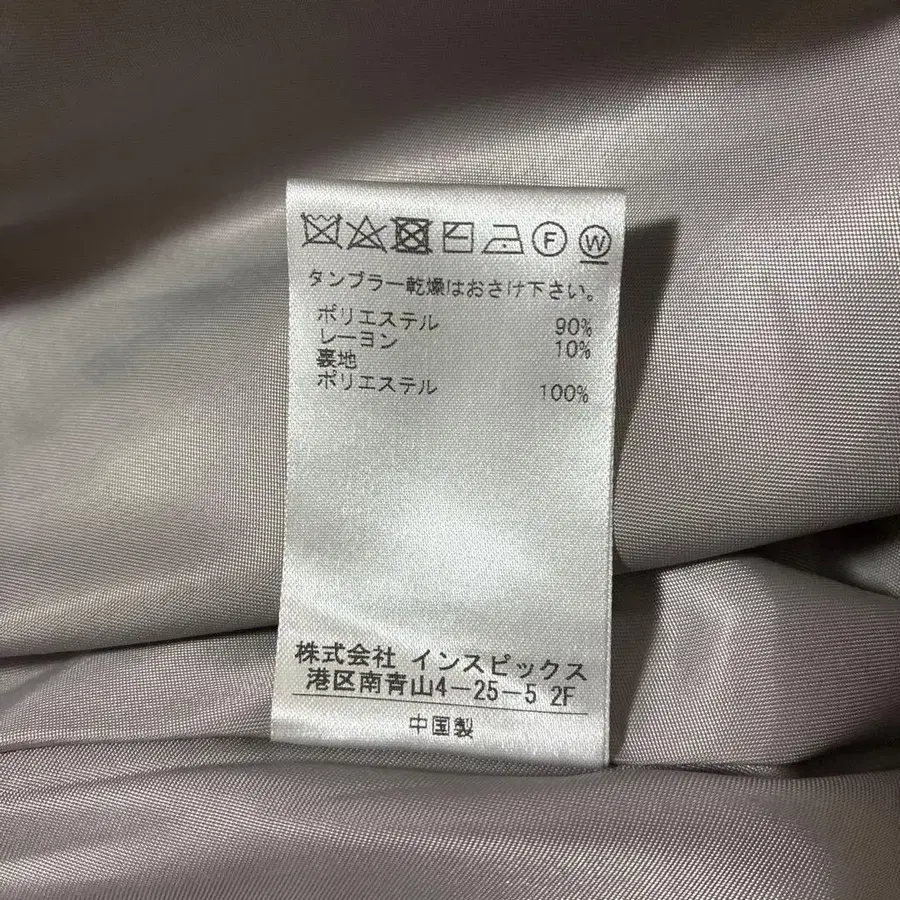 F W
タンブラー乾燥はおさけ下さい。
ポリエステル 90%
レーヨン 10%
裏地
ポリエステル 100%
株式会社 インスピックス
港区南青山4-25-5 2F
中国製